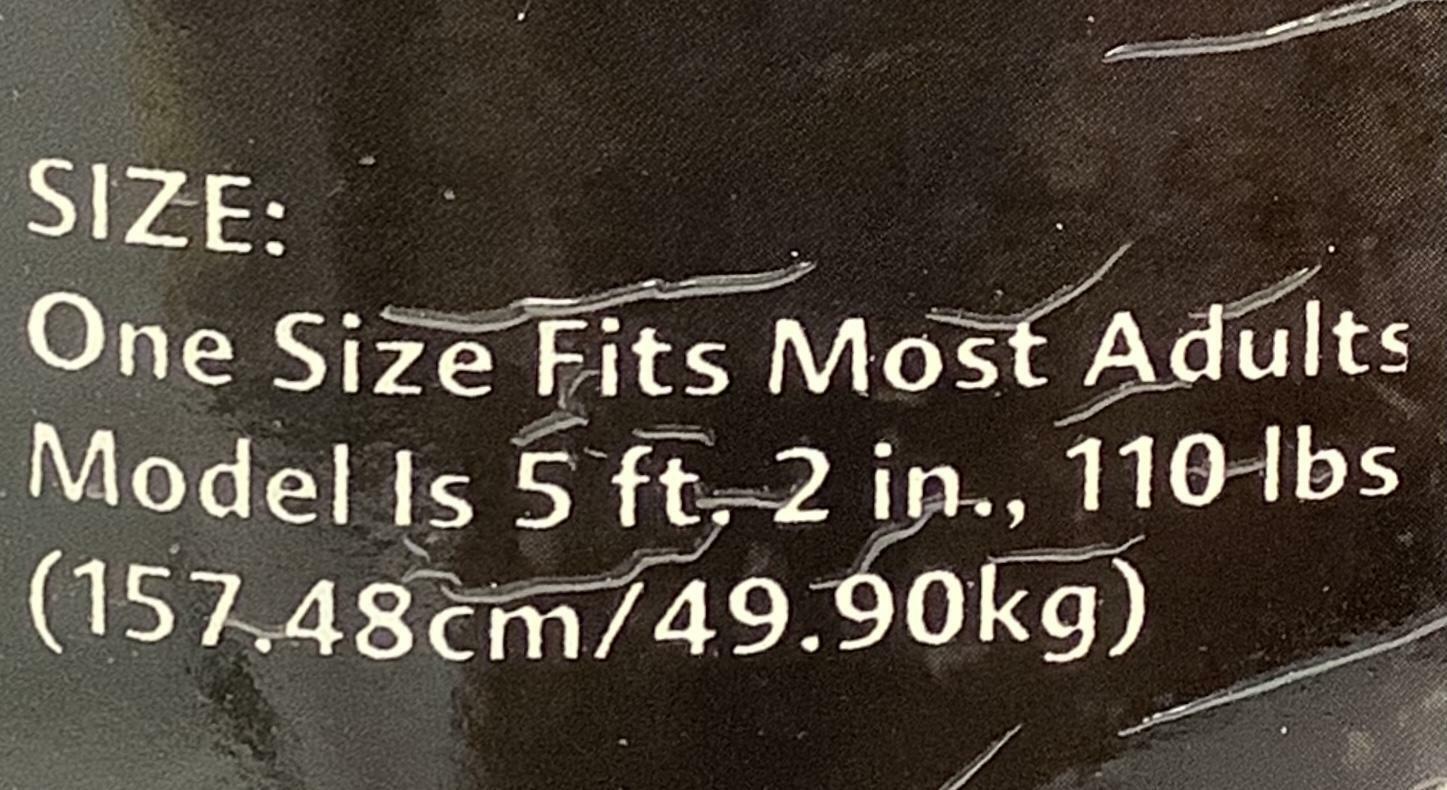 SIZE:
One Size Fits Most Adults
Model Is 5 ft. 2 in., 110 lbs
(157.48cm/49.90kg)